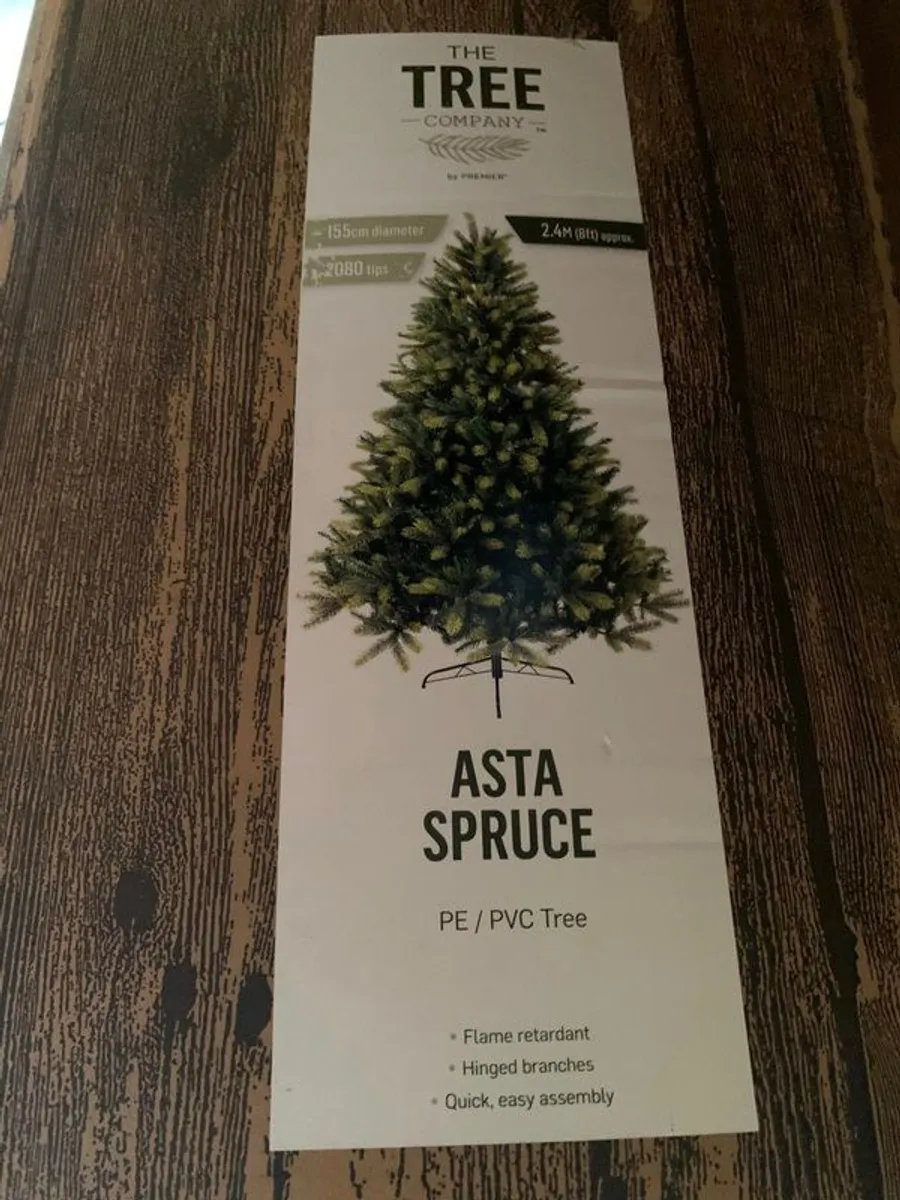 THE
TREE
COMPANY™
by PREMIER®
155cm diameter
2.4M (8ft) approx.
2080 tips
ASTA
SPRUCE
PE / PVC Tree
• Flame retardant
• Hinged branches
• Quick, easy assembly